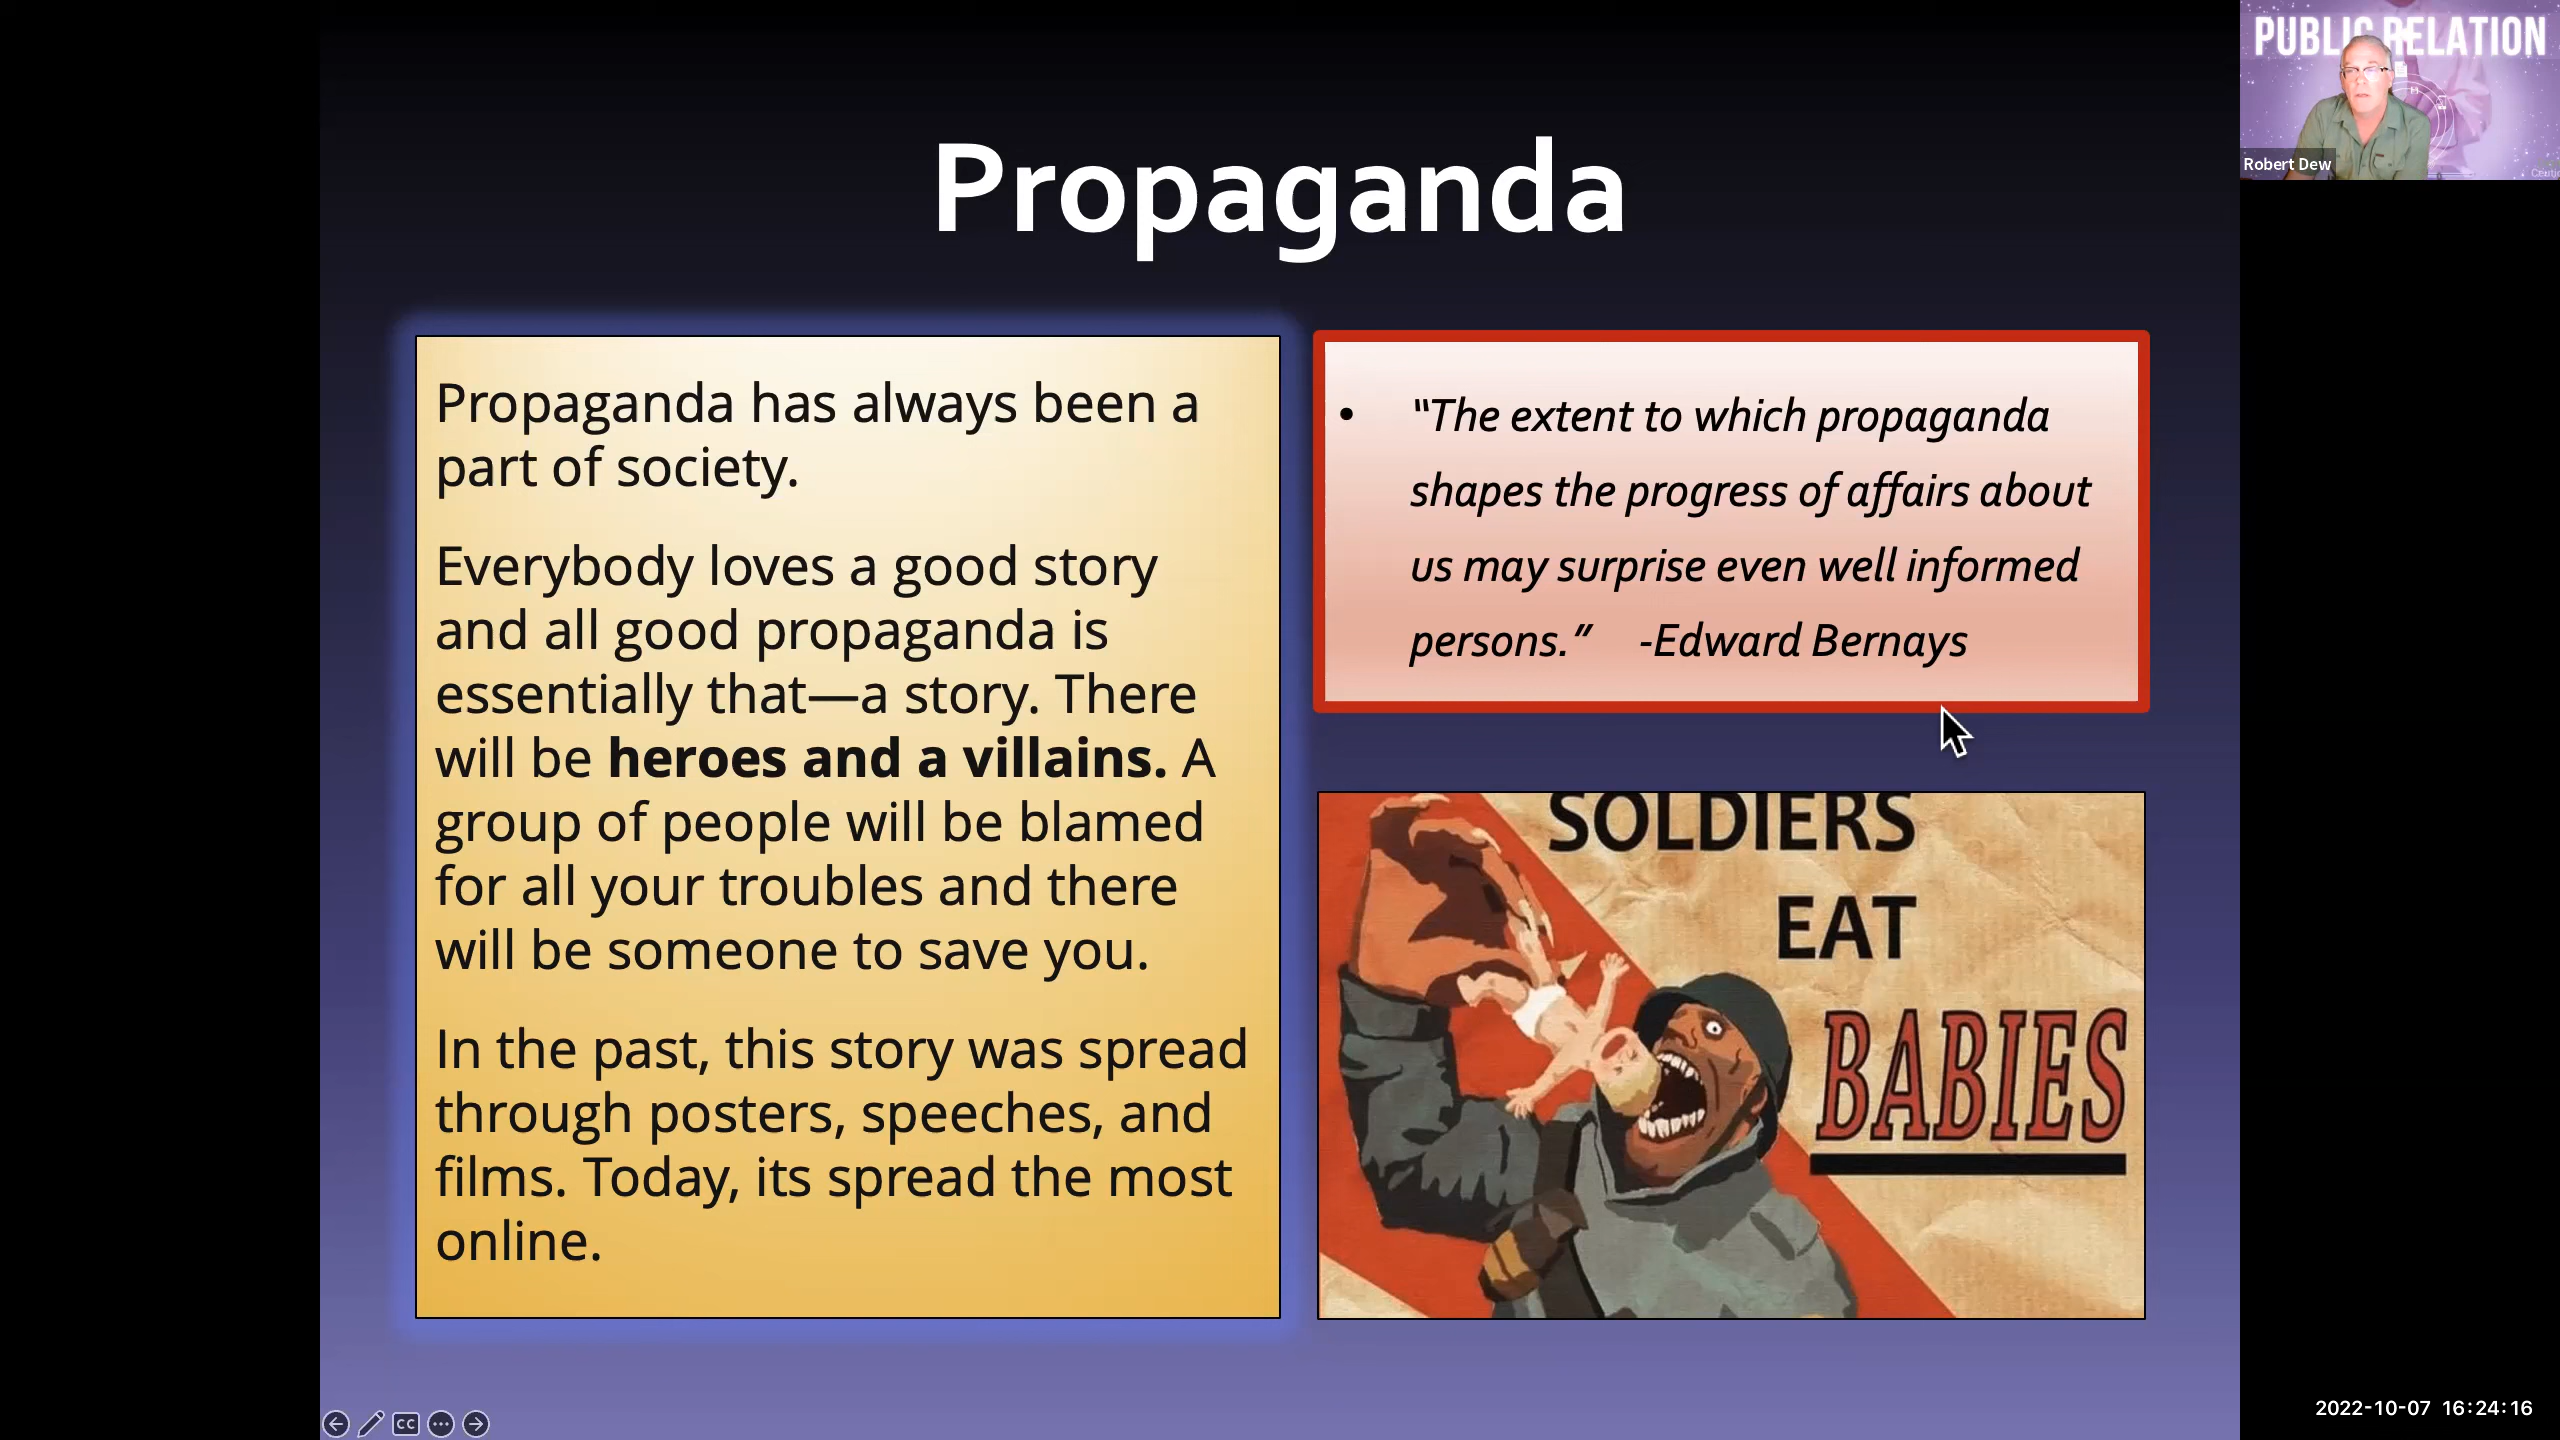 PUBLIC RELATION
Robert Dew
Propaganda
Propaganda has always been a
part of society.
Everybody loves a good story
and all good propaganda is
essentially that—a story. There
will be heroes and a villains. A
group of people will be blamed
for all your troubles and there
will be someone to save you.
In the past, this story was spread
through posters, speeches, and
films. Today, its spread the most
online.
• “The extent to which propaganda
shapes the progress of affairs about
us may surprise even well informed
persons.” -Edward Bernays
SOLDIERS
EAT
BABIES
CC
2022-10-07 16:24:16